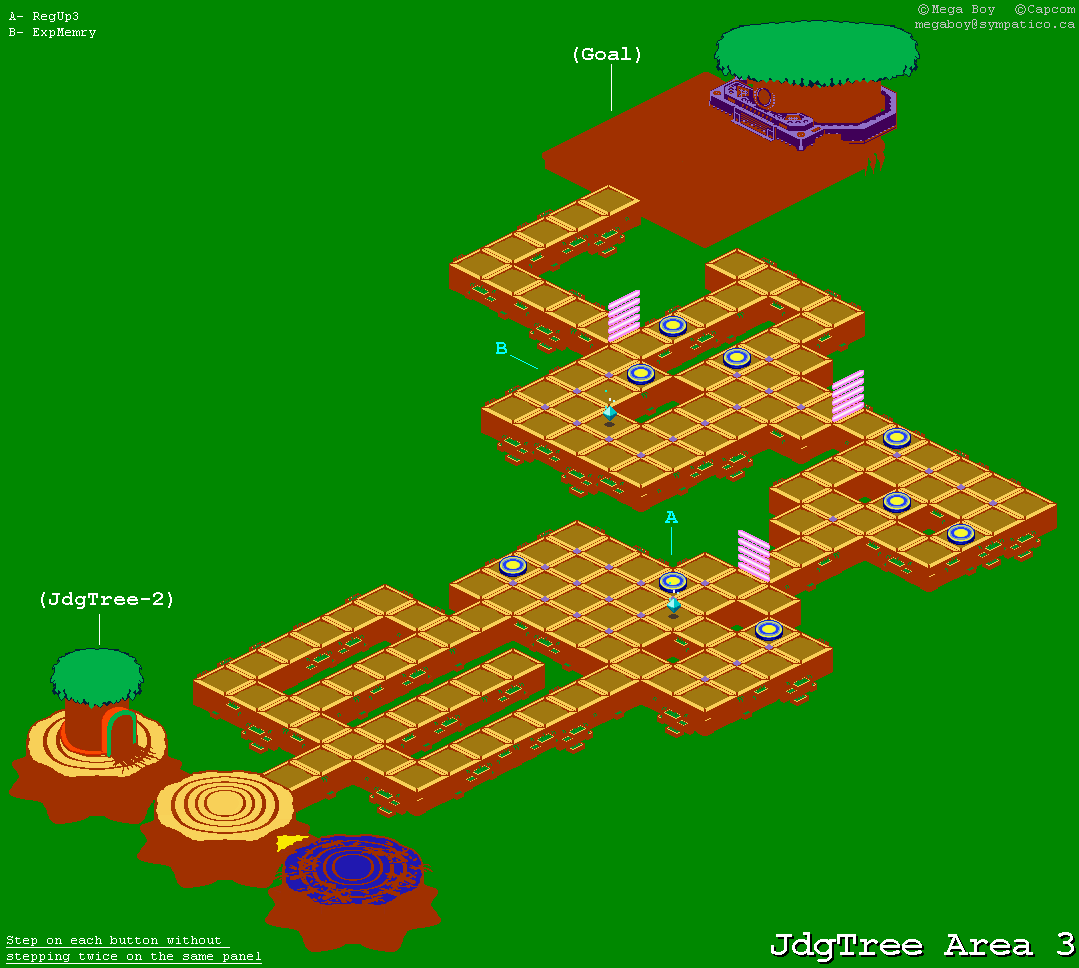 A- RegUp3
B- ExpMemry
©Mega Boy ©Capcom
megaboy@sympatico.ca
(Goal)
B
A
(JdgTree-2)
Step on each button without
stepping twice on the same panel
JdgTree Area 3